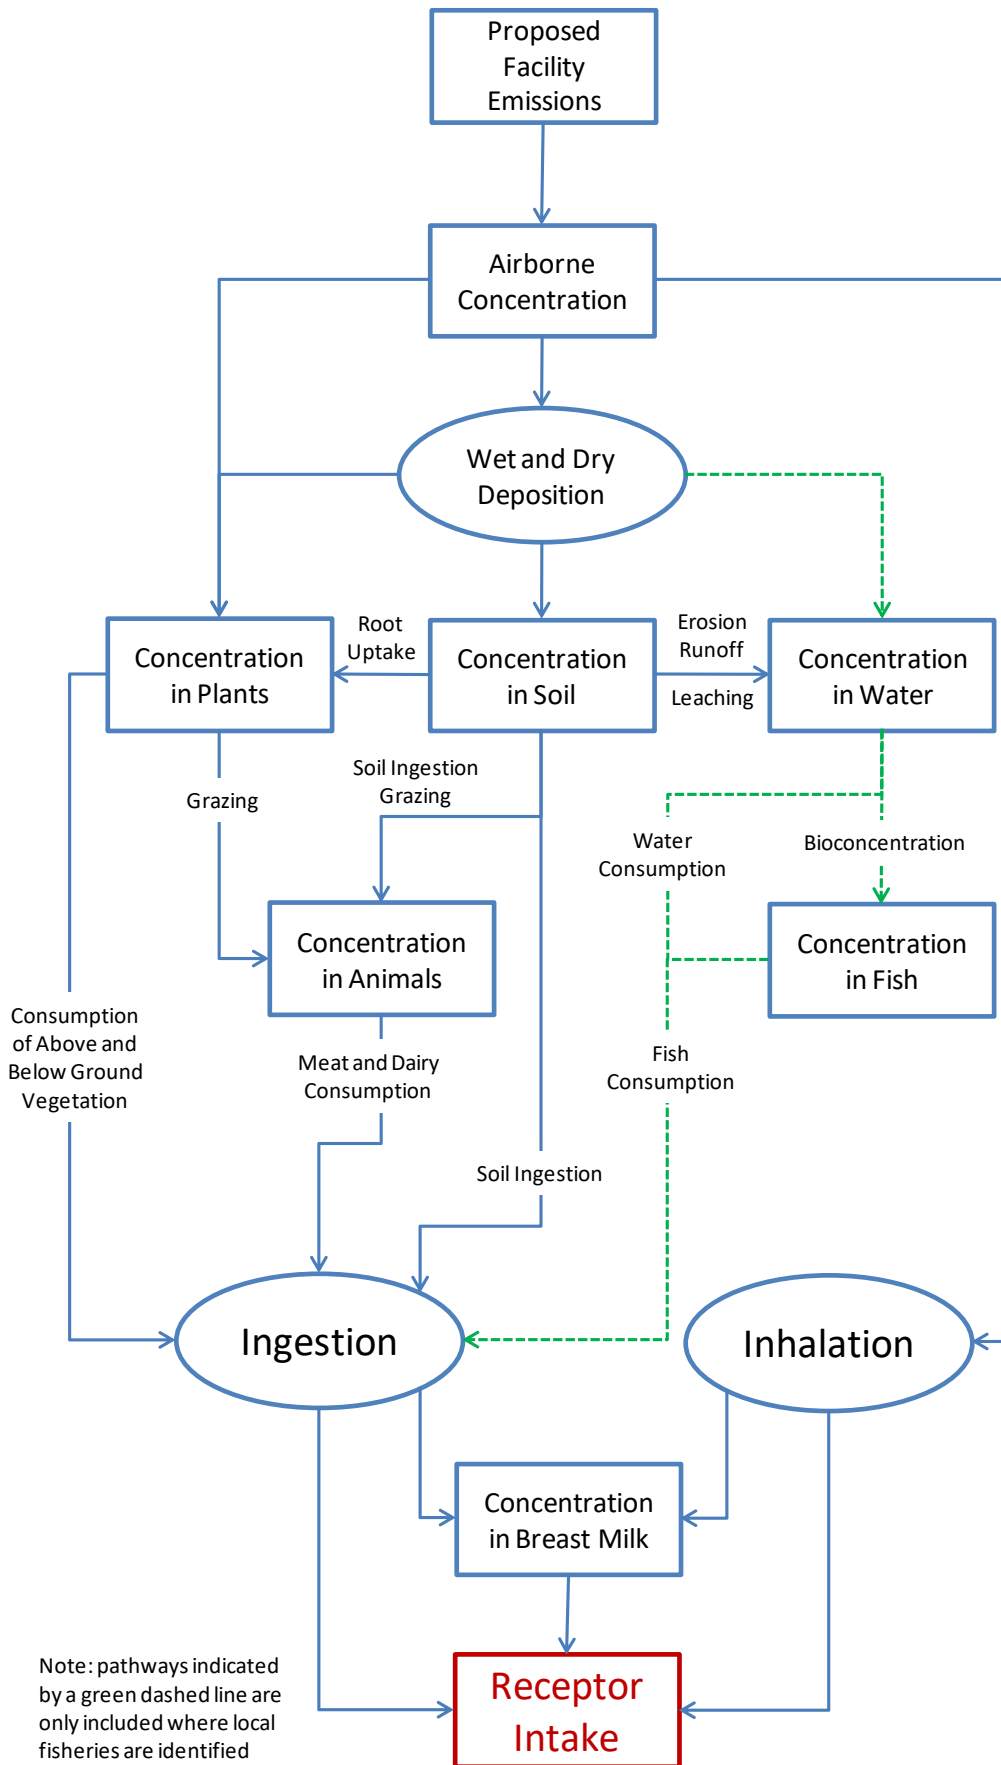 Proposed
Facility
Emissions
Airborne
Concentration
Wet and Dry
Deposition
Root
Uptake
Erosion
Runoff
Leaching
Concentration
in Plants
Concentration
in Soil
Concentration
in Water
Soil Ingestion
Grazing
Grazing
Water
Consumption
Bioconcentration
Concentration
in Animals
Concentration
in Fish
Consumption
of Above and
Below Ground
Vegetation
Meat and Dairy
Consumption
Fish
Consumption
Soil Ingestion
Ingestion
Inhalation
Concentration
in Breast Milk
Receptor
Intake
Note: pathways indicated
by a green dashed line are
only included where local
fisheries are identified